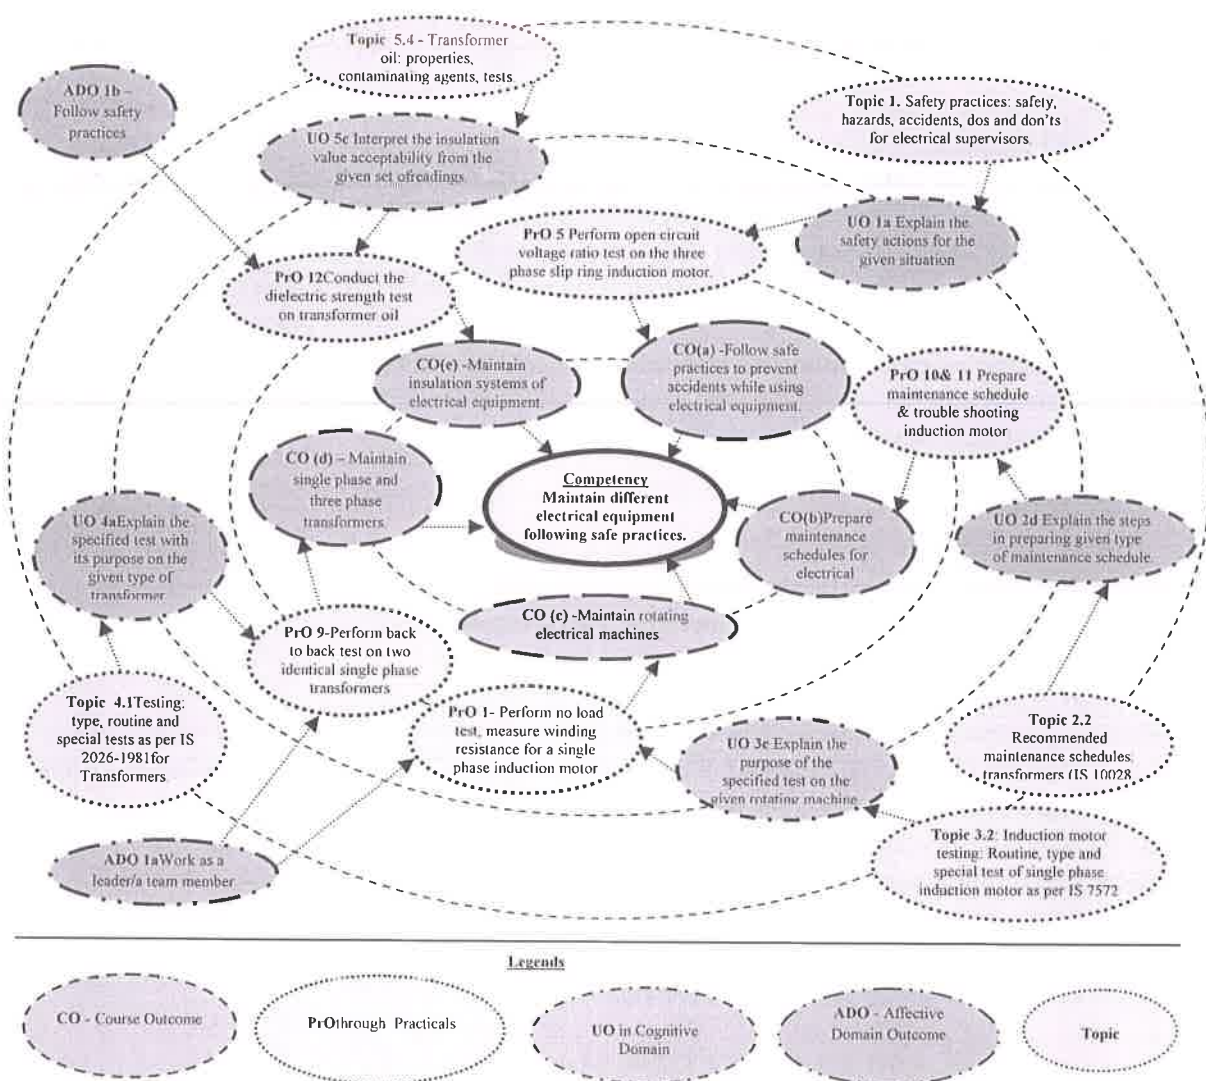 Topic 5.4 - Transformer
oil: properties,
contaminating agents, tests
ADO 1b –
Follow safety
practices
Topic 1. Safety practices: safety,
hazards, accidents, dos and don'ts
for electrical supervisors
UO 5c Interpret the insulation
value acceptability from the
given set ofreadings
UO 1a Explain the
safety actions for the
given situation
PrO 5 Perform open circuit
voltage ratio test on the three
phase slip ring induction motor.
PrO 12Conduct the
dielectric strength test
on transformer oil
CO(e) -Maintain
insulation systems of
electrical equipment
CO(a) -Follow safe
practices to prevent
accidents while using
electrical equipment.
PrO 10& 11 Prepare
maintenance schedule
& trouble shooting
induction motor
CO (d) – Maintain
single phase and
three phase
transformers
Competency
Maintain different
electrical equipment
following safe practices.
CO(b)Prepare
maintenance
schedules for
electrical
UO 4aExplain the
specified test with
its purpose on the
given type of
transformer
UO 2d Explain the steps
in preparing given type
of maintenance schedule
CO (c) -Maintain rotating
electrical machines
PrO 9-Perform back
to back test on two
identical single phase
transformers
Topic 4.1Testing:
type, routine and
special tests as per IS
2026-1981for
Transformers
PrO 1- Perform no load
test, measure winding
resistance for a single
phase induction motor
UO 3e Explain the
purpose of the
specified test on the
given rotating machine
Topic 2.2
Recommended
maintenance schedules
transformers (IS 10028
Topic 3.2: Induction motor
testing: Routine, type and
special test of single phase
induction motor as per IS 7572
ADO 1aWork as a
leader/a team member
Legends
CO - Course Outcome
PrOthrough Practicals
UO in Cognitive
Domain
ADO - Affective
Domain Outcome
Topic